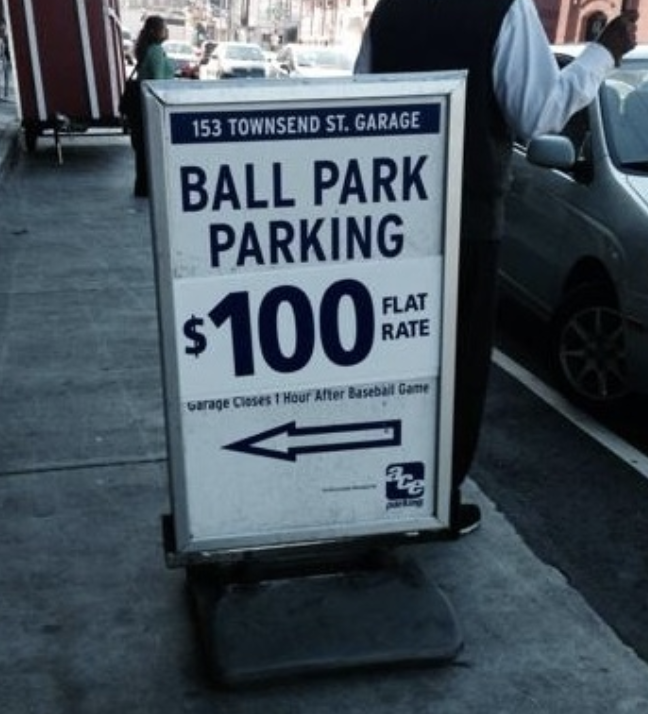 153 TOWNSEND ST. GARAGE
BALL PARK
PARKING
$100 FLAT
RATE
Garage Closes 1 Hour After Baseball Game
ace
parking